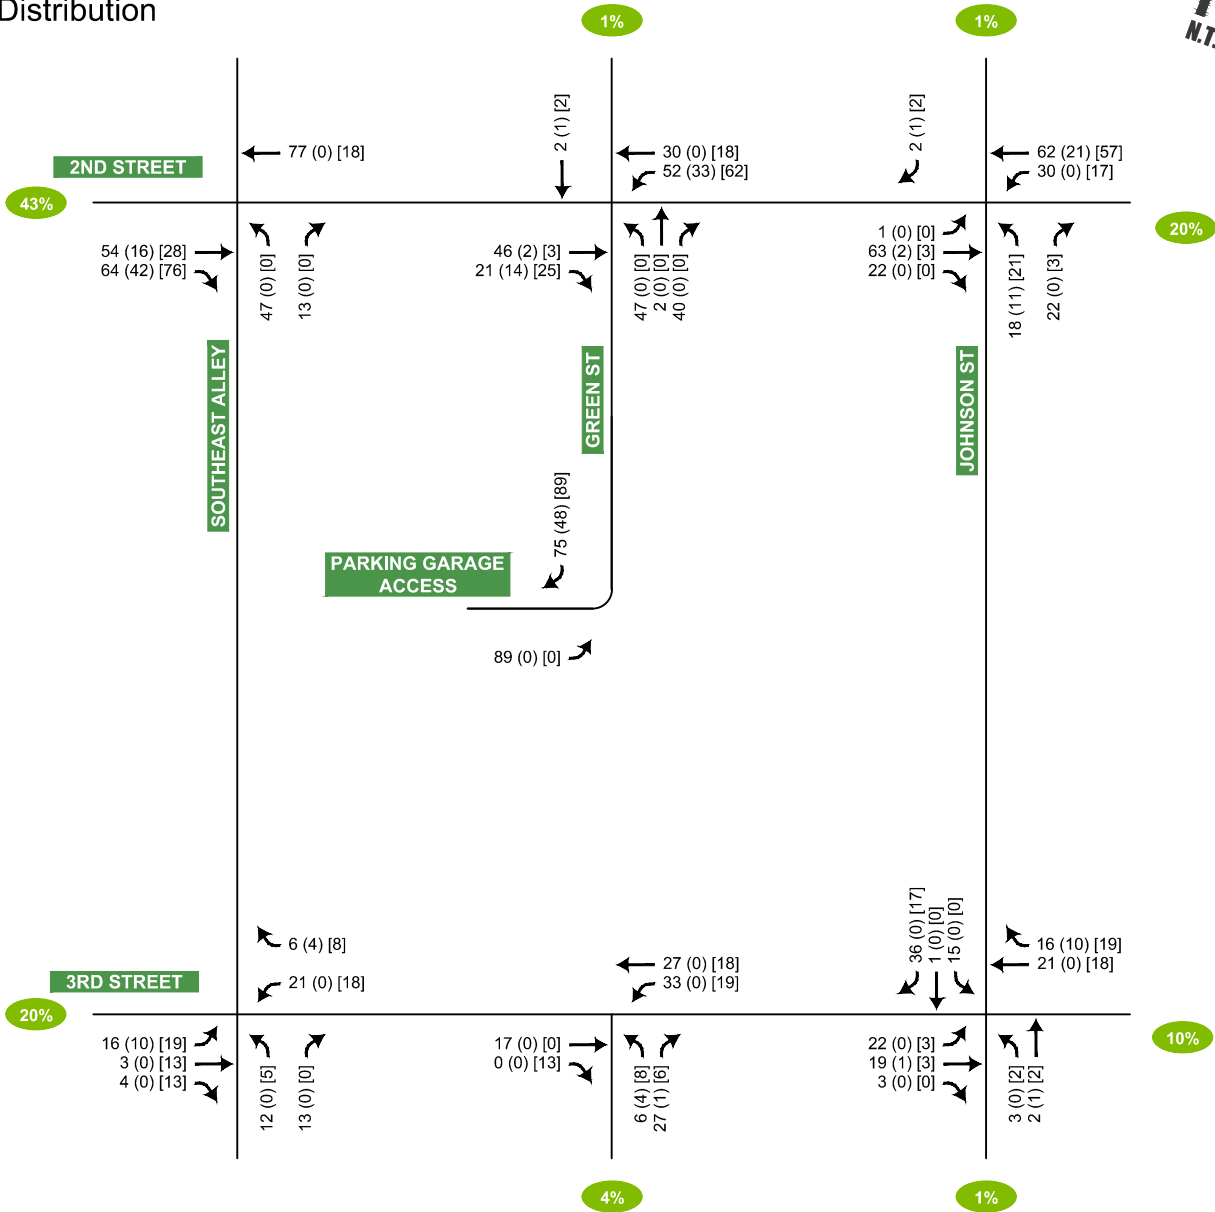 Distribution
1%
1%
N.T.
2 (1) [2]
2 (1) [2]
77 (0) [18]
30 (0) [18]
52 (33) [62]
62 (21) [57]
30 (0) [17]
2ND STREET
43%
20%
54 (16) [28]
64 (42) [76]
47 (0) [0]
13 (0) [0]
46 (2) [3]
21 (14) [25]
47 (0) [0]
2 (0) [0]
40 (0) [0]
1 (0) [0]
63 (2) [3]
22 (0) [0]
18 (11) [21]
22 (0) [3]
SOUTHEAST ALLEY
GREEN ST
JOHNSON ST
75 (48) [89]
PARKING GARAGE
ACCESS
89 (0) [0]
6 (4) [8]
21 (0) [18]
27 (0) [18]
33 (0) [19]
36 (0) [17]
1 (0) [0]
15 (0) [0]
16 (10) [19]
21 (0) [18]
3RD STREET
20%
10%
16 (10) [19]
3 (0) [13]
4 (0) [13]
12 (0) [5]
13 (0) [0]
17 (0) [0]
0 (0) [13]
6 (4) [8]
27 (1) [6]
22 (0) [3]
19 (1) [3]
3 (0) [0]
3 (0) [2]
2 (1) [2]
4%
1%